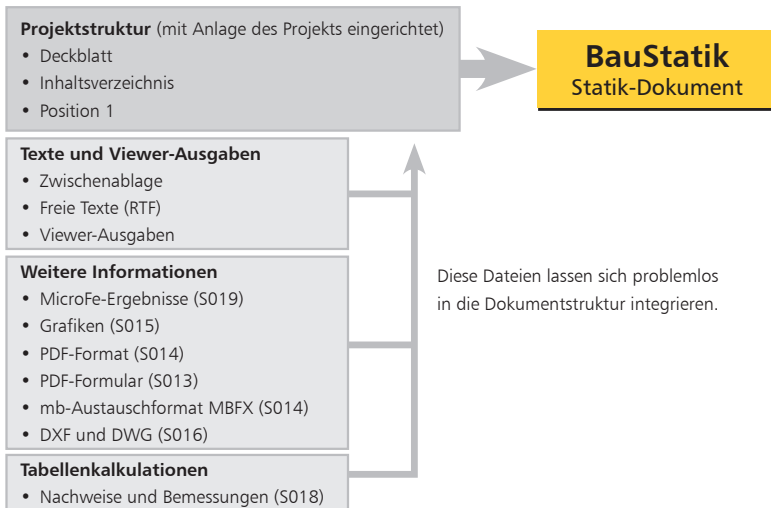 Projektstruktur (mit Anlage des Projekts eingerichtet)
• Deckblatt
• Inhaltsverzeichnis
• Position 1
BauStatik
Statik-Dokument
Texte und Viewer-Ausgaben
• Zwischenablage
• Freie Texte (RTF)
• Viewer-Ausgaben
Weitere Informationen
• MicroFe-Ergebnisse (S019)
• Grafiken (S015)
• PDF-Format (S014)
• PDF-Formular (S013)
• mb-Austauschformat MBFX (S014)
• DXF und DWG (S016)
Diese Dateien lassen sich problemlos
in die Dokumentstruktur integrieren.
Tabellenkalkulationen
• Nachweise und Bemessungen (S018)